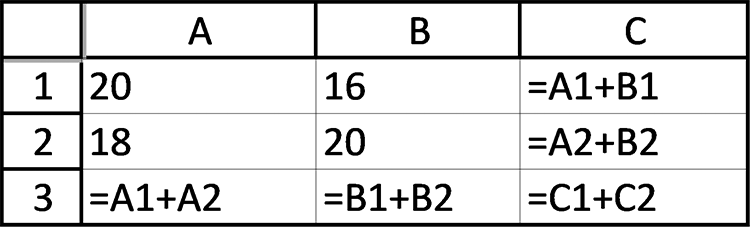 A B C
1 20 16 =A1+B1
2 18 20 =A2+B2
3 =A1+A2 =B1+B2 =C1+C2